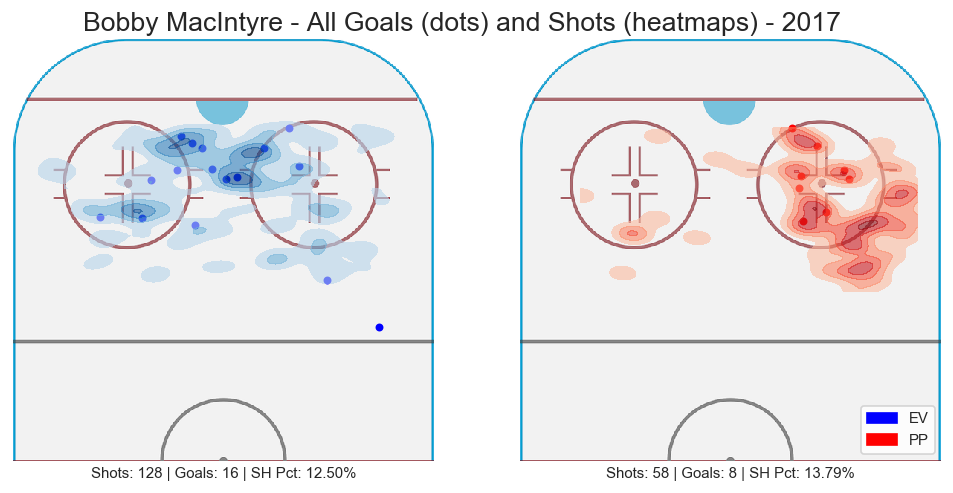 Bobby MacIntyre - All Goals (dots) and Shots (heatmaps) - 2017
EV
PP
Shots: 128 | Goals: 16 | SH Pct: 12.50%
Shots: 58 | Goals: 8 | SH Pct: 13.79%